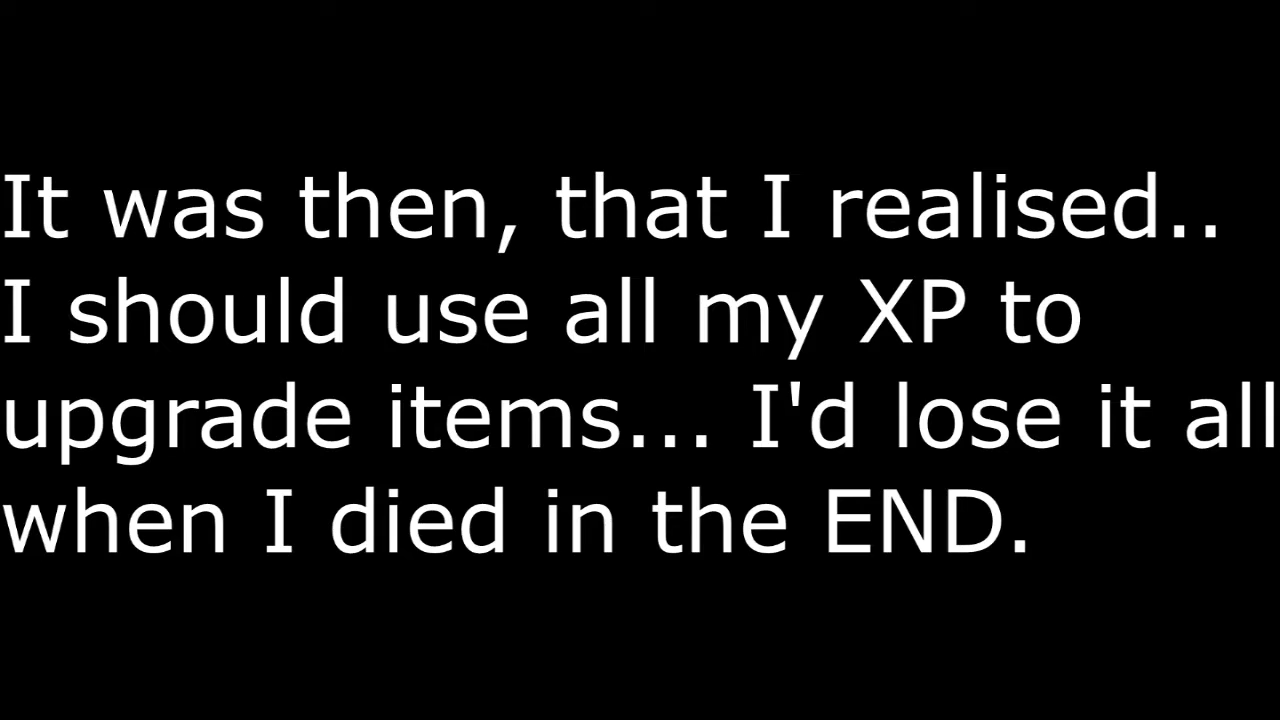 It was then, that I realised..
I should use all my XP to
upgrade items... I'd lose it all
when I died in the END.